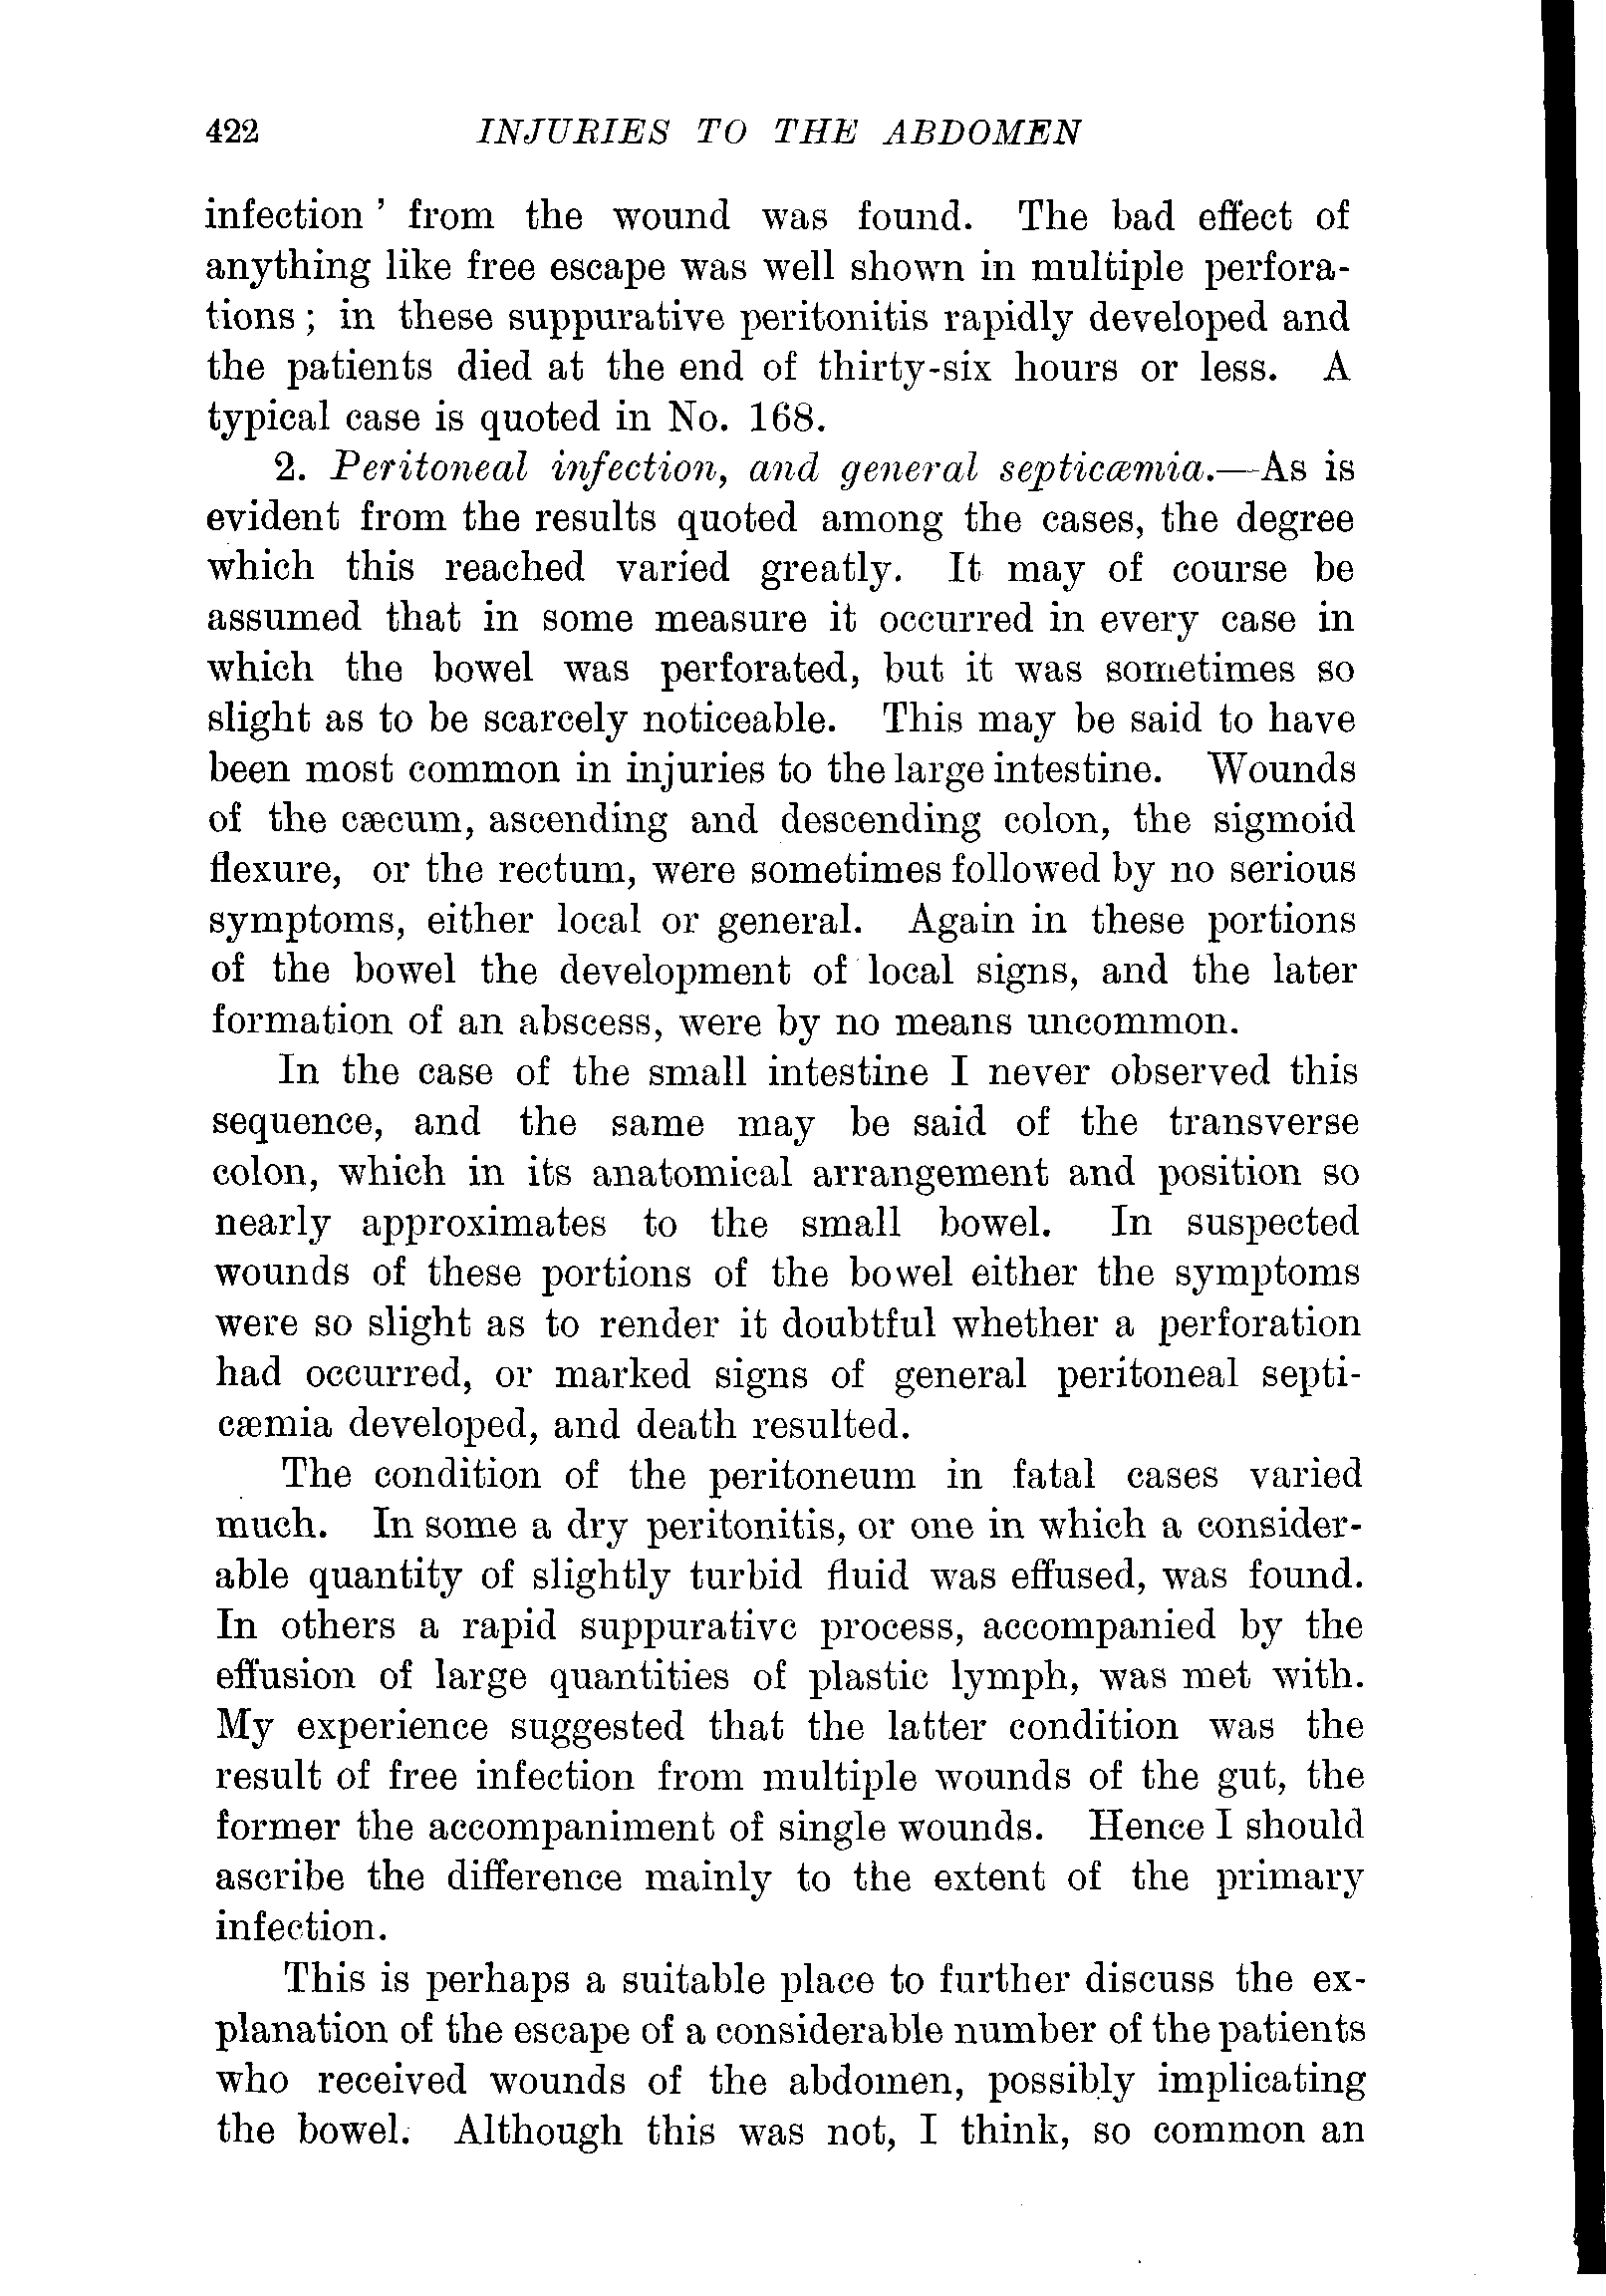 422 INJURIES TO THE ABDOMEN
infection ' from the wound was found. The bad effect of
anything like free escape was well shown in multiple perfora-
tions ; in these suppurative peritonitis rapidly developed and
the patients died at the end of thirty-six hours or less. A
typical case is quoted in No. 168.
2. Peritoneal infection, and general septicæmia.—As is
evident from the results quoted among the cases, the degree
which this reached varied greatly. It may of course be
assumed that in some measure it occurred in every case in
which the bowel was perforated, but it was sometimes so
slight as to be scarcely noticeable. This may be said to have
been most common in injuries to the large intestine. Wounds
of the cæcum, ascending and descending colon, the sigmoid
flexure, or the rectum, were sometimes followed by no serious
symptoms, either local or general. Again in these portions
of the bowel the development of local signs, and the later
formation of an abscess, were by no means uncommon.
In the case of the small intestine I never observed this
sequence, and the same may be said of the transverse
colon, which in its anatomical arrangement and position so
nearly approximates to the small bowel. In suspected
wounds of these portions of the bowel either the symptoms
were so slight as to render it doubtful whether a perforation
had occurred, or marked signs of general peritoneal septi-
cæmia developed, and death resulted.
The condition of the peritoneum in fatal cases varied
much. In some a dry peritonitis, or one in which a consider-
able quantity of slightly turbid fluid was effused, was found.
In others a rapid suppurative process, accompanied by the
effusion of large quantities of plastic lymph, was met with.
My experience suggested that the latter condition was the
result of free infection from multiple wounds of the gut, the
former the accompaniment of single wounds. Hence I should
ascribe the difference mainly to the extent of the primary
infection.
This is perhaps a suitable place to further discuss the ex-
planation of the escape of a considerable number of the patients
who received wounds of the abdomen, possibly implicating
the bowel. Although this was not, I think, so common an